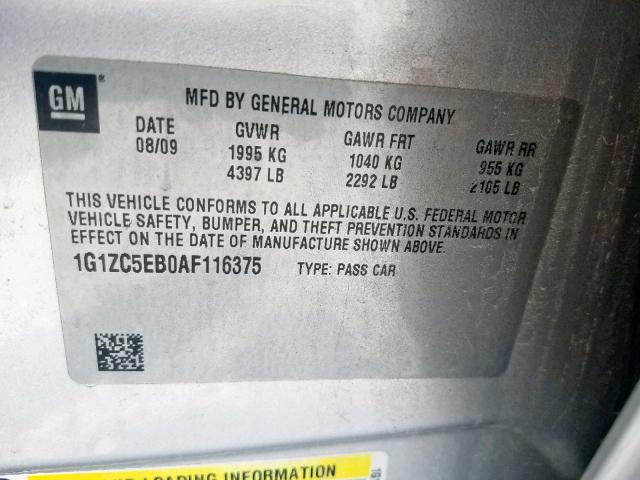 GM
MFD BY GENERAL MOTORS COMPANY
DATE GVWR GAWR FRT GAWR RR
08/09 1995 KG 1040 KG 955 KG
4397 LB 2292 LB 2105 LB
THIS VEHICLE CONFORMS TO ALL APPLICABLE U.S. FEDERAL MOTOR
VEHICLE SAFETY, BUMPER, AND THEFT PREVENTION STANDARDS IN
EFFECT ON THE DATE OF MANUFACTURE SHOWN ABOVE.
1G1ZC5EB0AF116375 TYPE: PASS CAR
LOADING INFORMATION